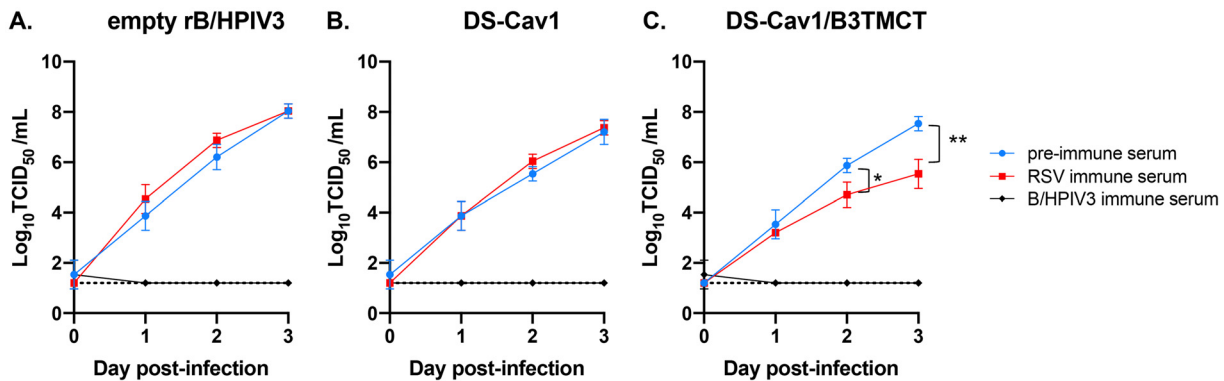 A. empty rB/HPIV3
Log10TCID50 /mL
10
8
6
4
2
0
0 1 2 3
Day post-infection
B. DS-Cav1
Log10TCID50 /mL
10
8
6
4
2
0
0 1 2 3
Day post-infection
C. DS-Cav1/B3TMCT
Log10TCID50 /mL
10
8
6
4
2
0
*
**
0 1 2 3
Day post-infection
pre-immune serum
RSV immune serum
B/HPIV3 immune serum